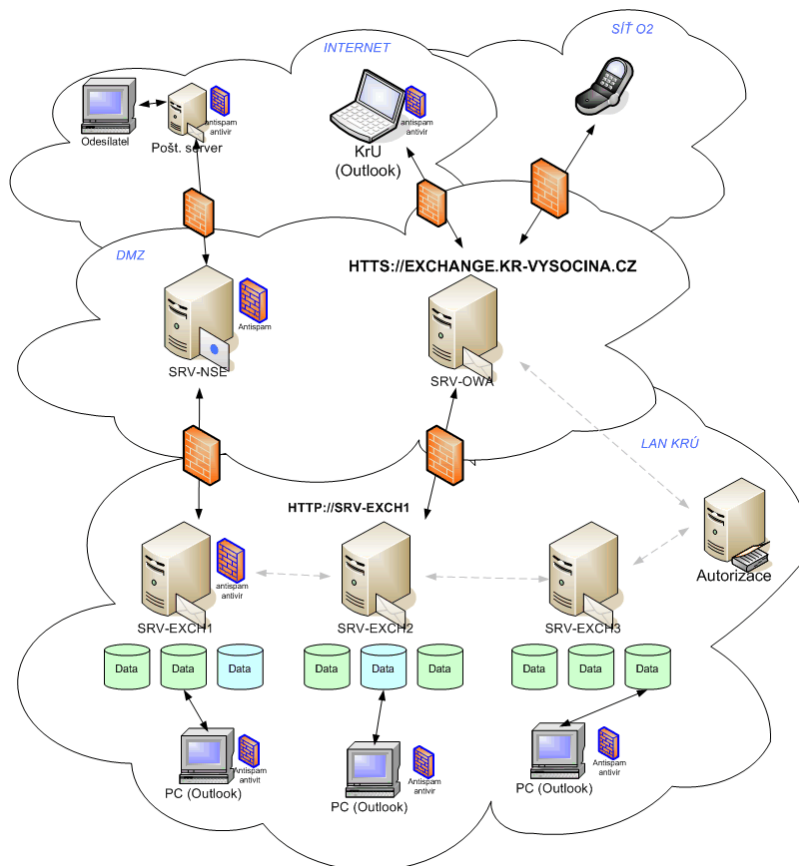 INTERNET
SÍŤ O2
antispam
antivir
Odesílatel
Pošt. server
antispam
antivir
KrU
(Outlook)
DMZ
HTTS://EXCHANGE.KR-VYSOCINA.CZ
Antispam
SRV-NSE
SRV-OWA
LAN KRÚ
HTTP://SRV-EXCH1
antispam
antivir
Autorizace
SRV-EXCH1
SRV-EXCH2
SRV-EXCH3
Data
Data
Data
Data
Data
Data
Data
Data
Data
Antispam
antivit
PC (Outlook)
Antispam
antivir
PC (Outlook)
Antispam
antivir
PC (Outlook)